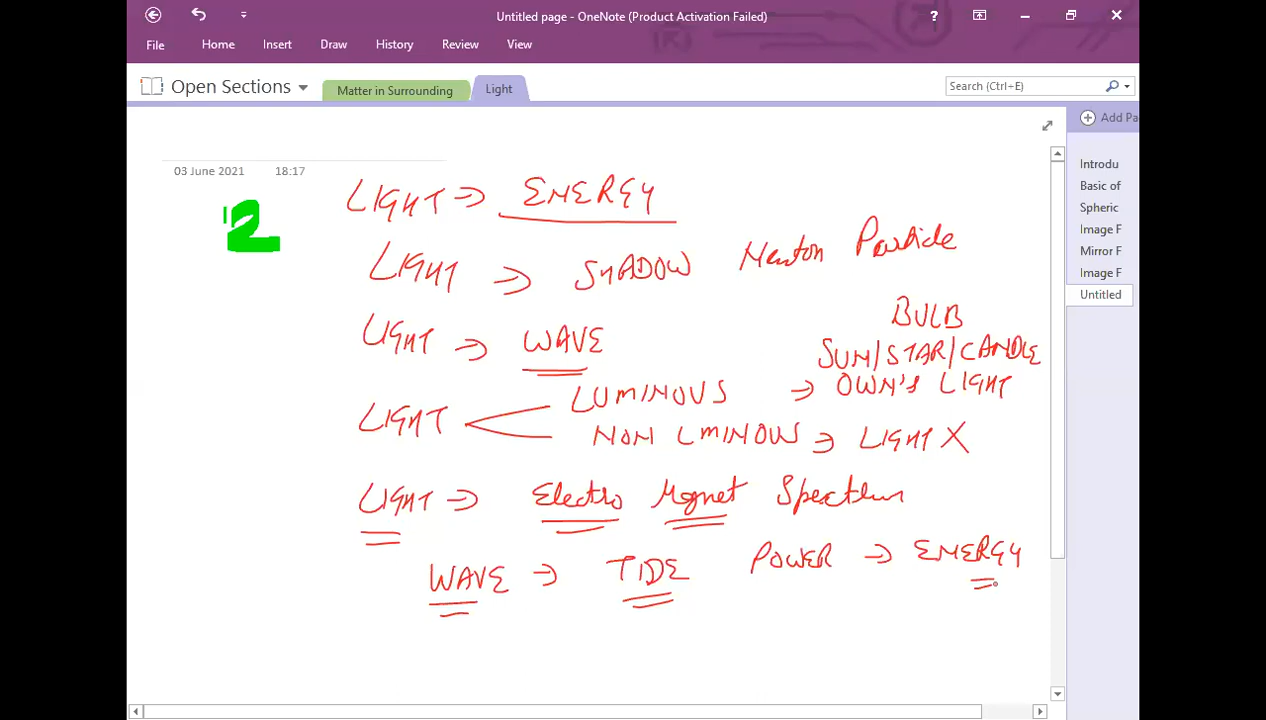 Untitled page - OneNote (Product Activation Failed)
?
File Home Insert Draw History Review View
Open Sections
Matter in Surrounding
Light
Search (Ctrl+E)
Add Pa
03 June 2021 18:17
2
LIGHT ⇒ ENERGY
LIGHT ⇒ SHADOW Newton Particle
LIGHT ⇒ WAVE
BULB
SUN/STAR/CANDLE
LIGHT
LUMINOUS ⇒ OWN'S LIGHT
NON LMINOUS ⇒ LIGHT X
LIGHT ⇒ Electro Magnet Spectrum
WAVE ⇒ TIDE POWER ⇒ ENERGY
Introdu
Basic of
Spheric
Image F
Mirror F
Image F
Untitled